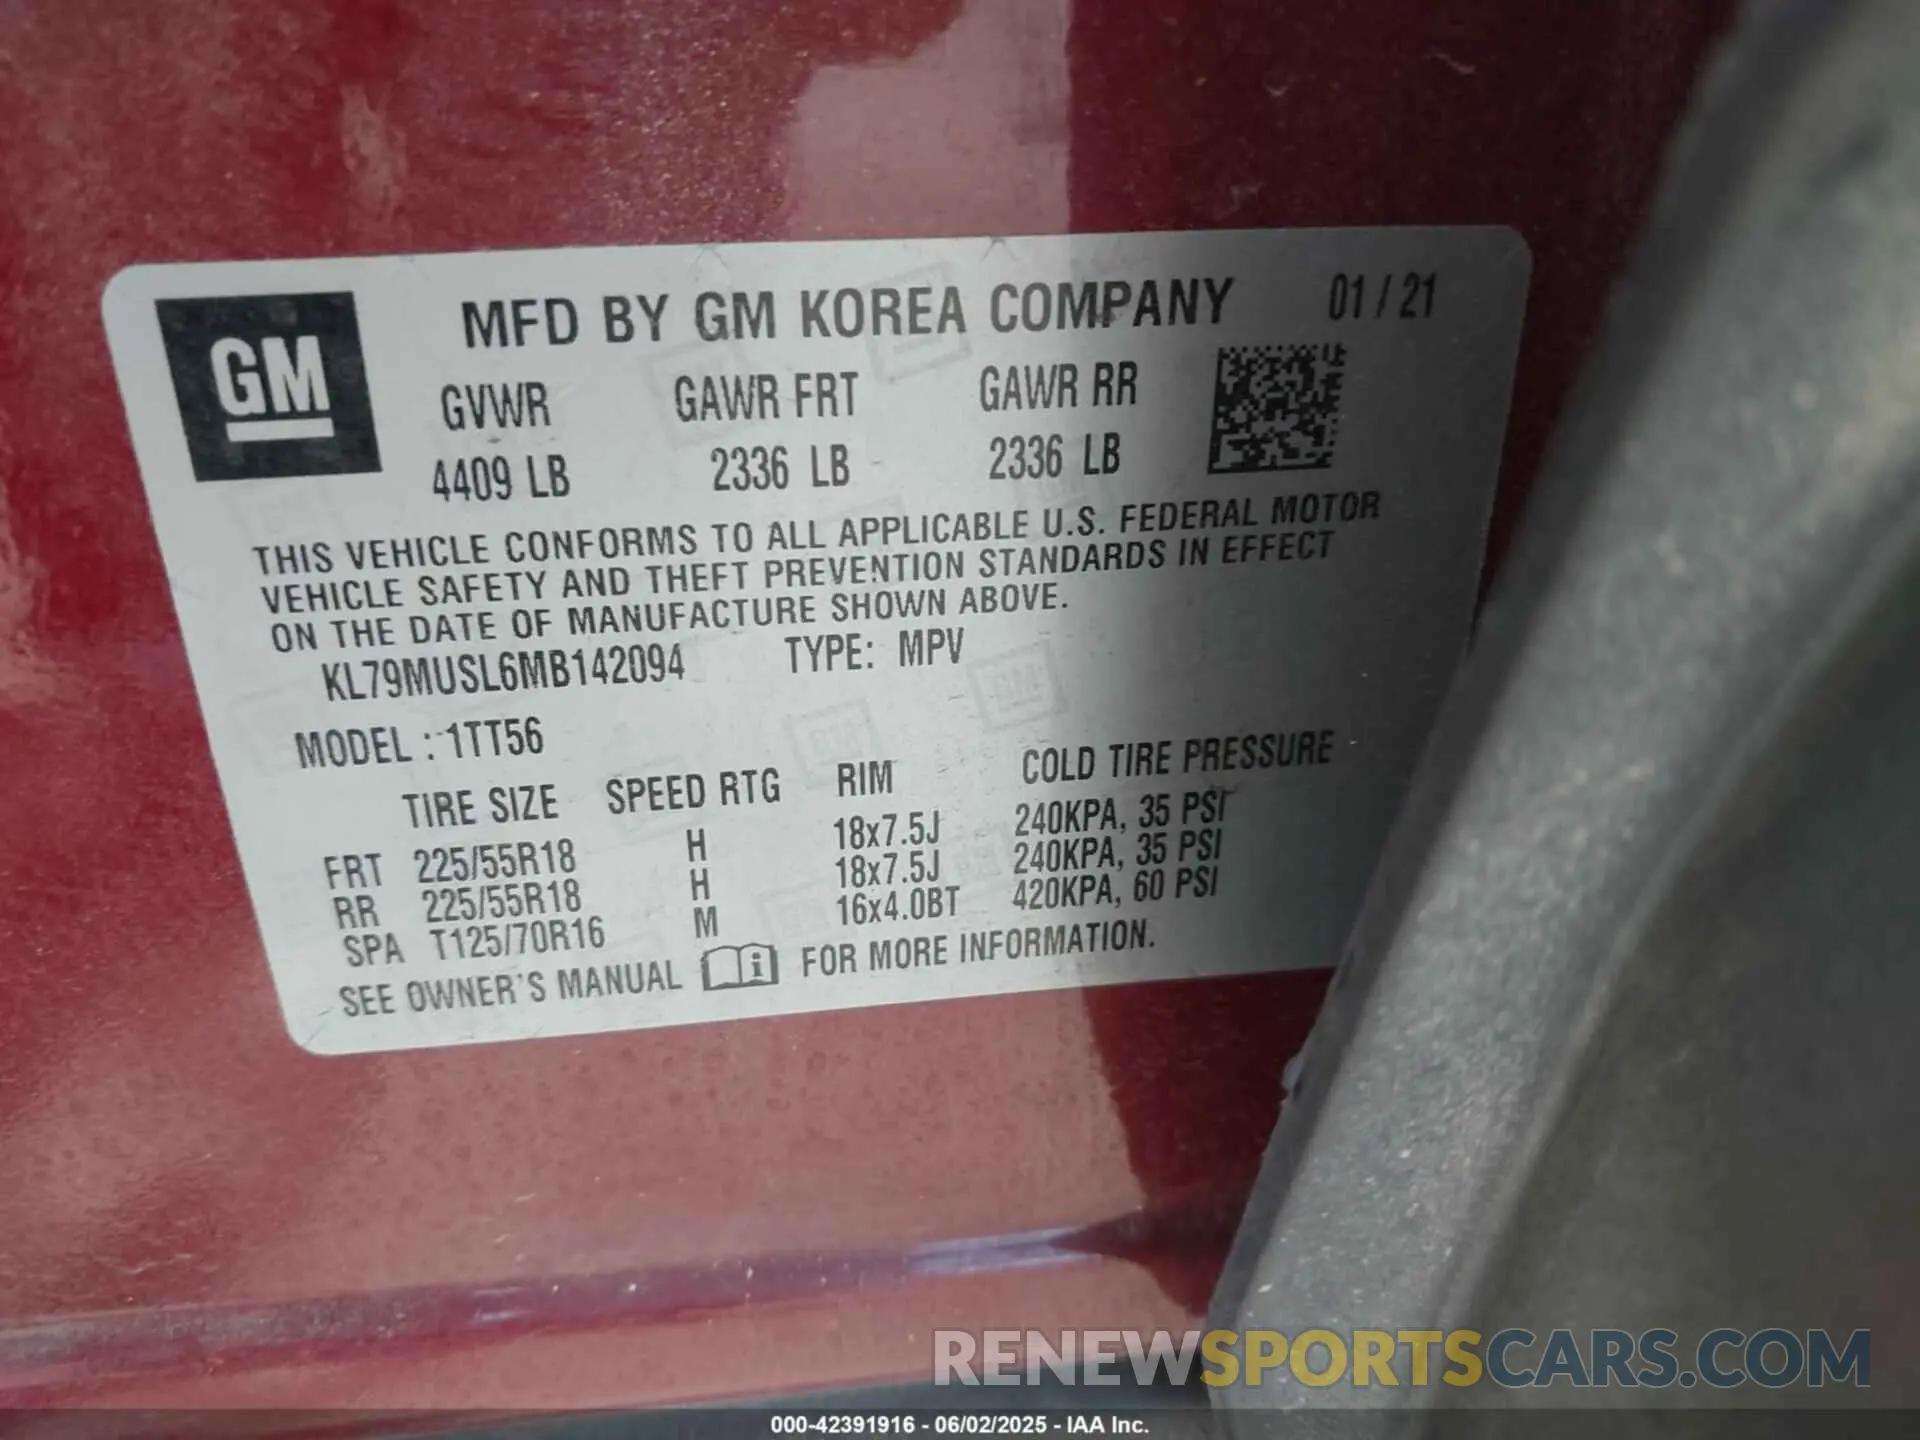 GM
MFD BY GM KOREA COMPANY 01 / 21
GVWR GAWR FRT GAWR RR
4409 LB 2336 LB 2336 LB
THIS VEHICLE CONFORMS TO ALL APPLICABLE U.S. FEDERAL MOTOR
VEHICLE SAFETY AND THEFT PREVENTION STANDARDS IN EFFECT
ON THE DATE OF MANUFACTURE SHOWN ABOVE.
KL79MUSL6MB142094 TYPE: MPV
MODEL : 1TT56
TIRE SIZE SPEED RTG RIM COLD TIRE PRESSURE
FRT 225/55R18 H 18x7.5J 240KPA, 35 PSI
RR 225/55R18 H 18x7.5J 240KPA, 35 PSI
SPA T125/70R16 M 16x4.0BT 420KPA, 60 PSI
SEE OWNER'S MANUAL i FOR MORE INFORMATION.
RENEWSPORTSCARS.COM
000-42391916 - 06/02/2025 - IAA Inc.